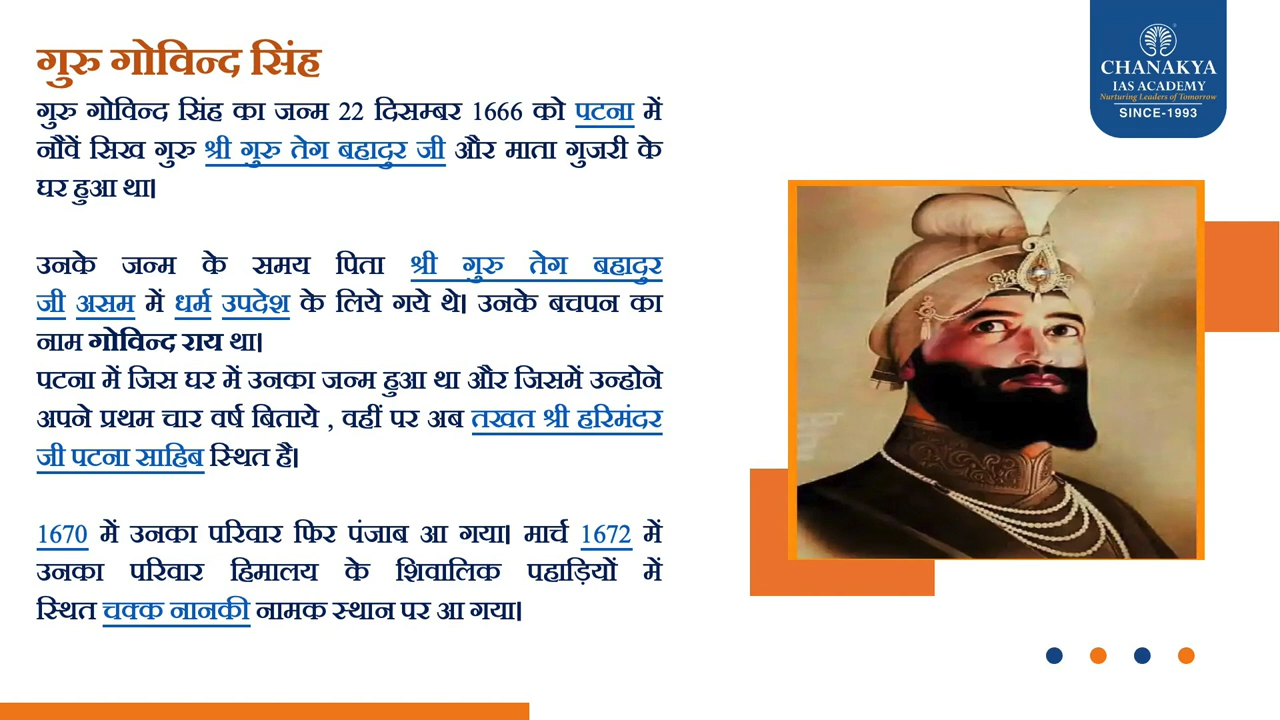 गुरु गोविन्द सिंह
गुरु गोविन्द सिंह का जन्म 22 दिसम्बर 1666 को पटना में
नौवें सिख गुरु श्री गुरु तेग बहादुर जी और माता गुजरी के
घर हुआ था।
उनके जन्म के समय पिता श्री गुरु तेग बहादुर
जी असम में धर्म उपदेश के लिये गये थे। उनके बचपन का
नाम गोविन्द राय था।
पटना में जिस घर में उनका जन्म हुआ था और जिसमें उन्होने
अपने प्रथम चार वर्ष बिताये , वहीं पर अब तखत श्री हरिमंदर
जी पटना साहिब स्थित है।
1670 में उनका परिवार फिर पंजाब आ गया। मार्च 1672 में
उनका परिवार हिमालय के शिवालिक पहाड़ियों में
स्थित चक्क नानकी नामक स्थान पर आ गया।
CHANAKYA
IAS ACADEMY
Nurturing Leaders of Tomorrow
SINCE-1993